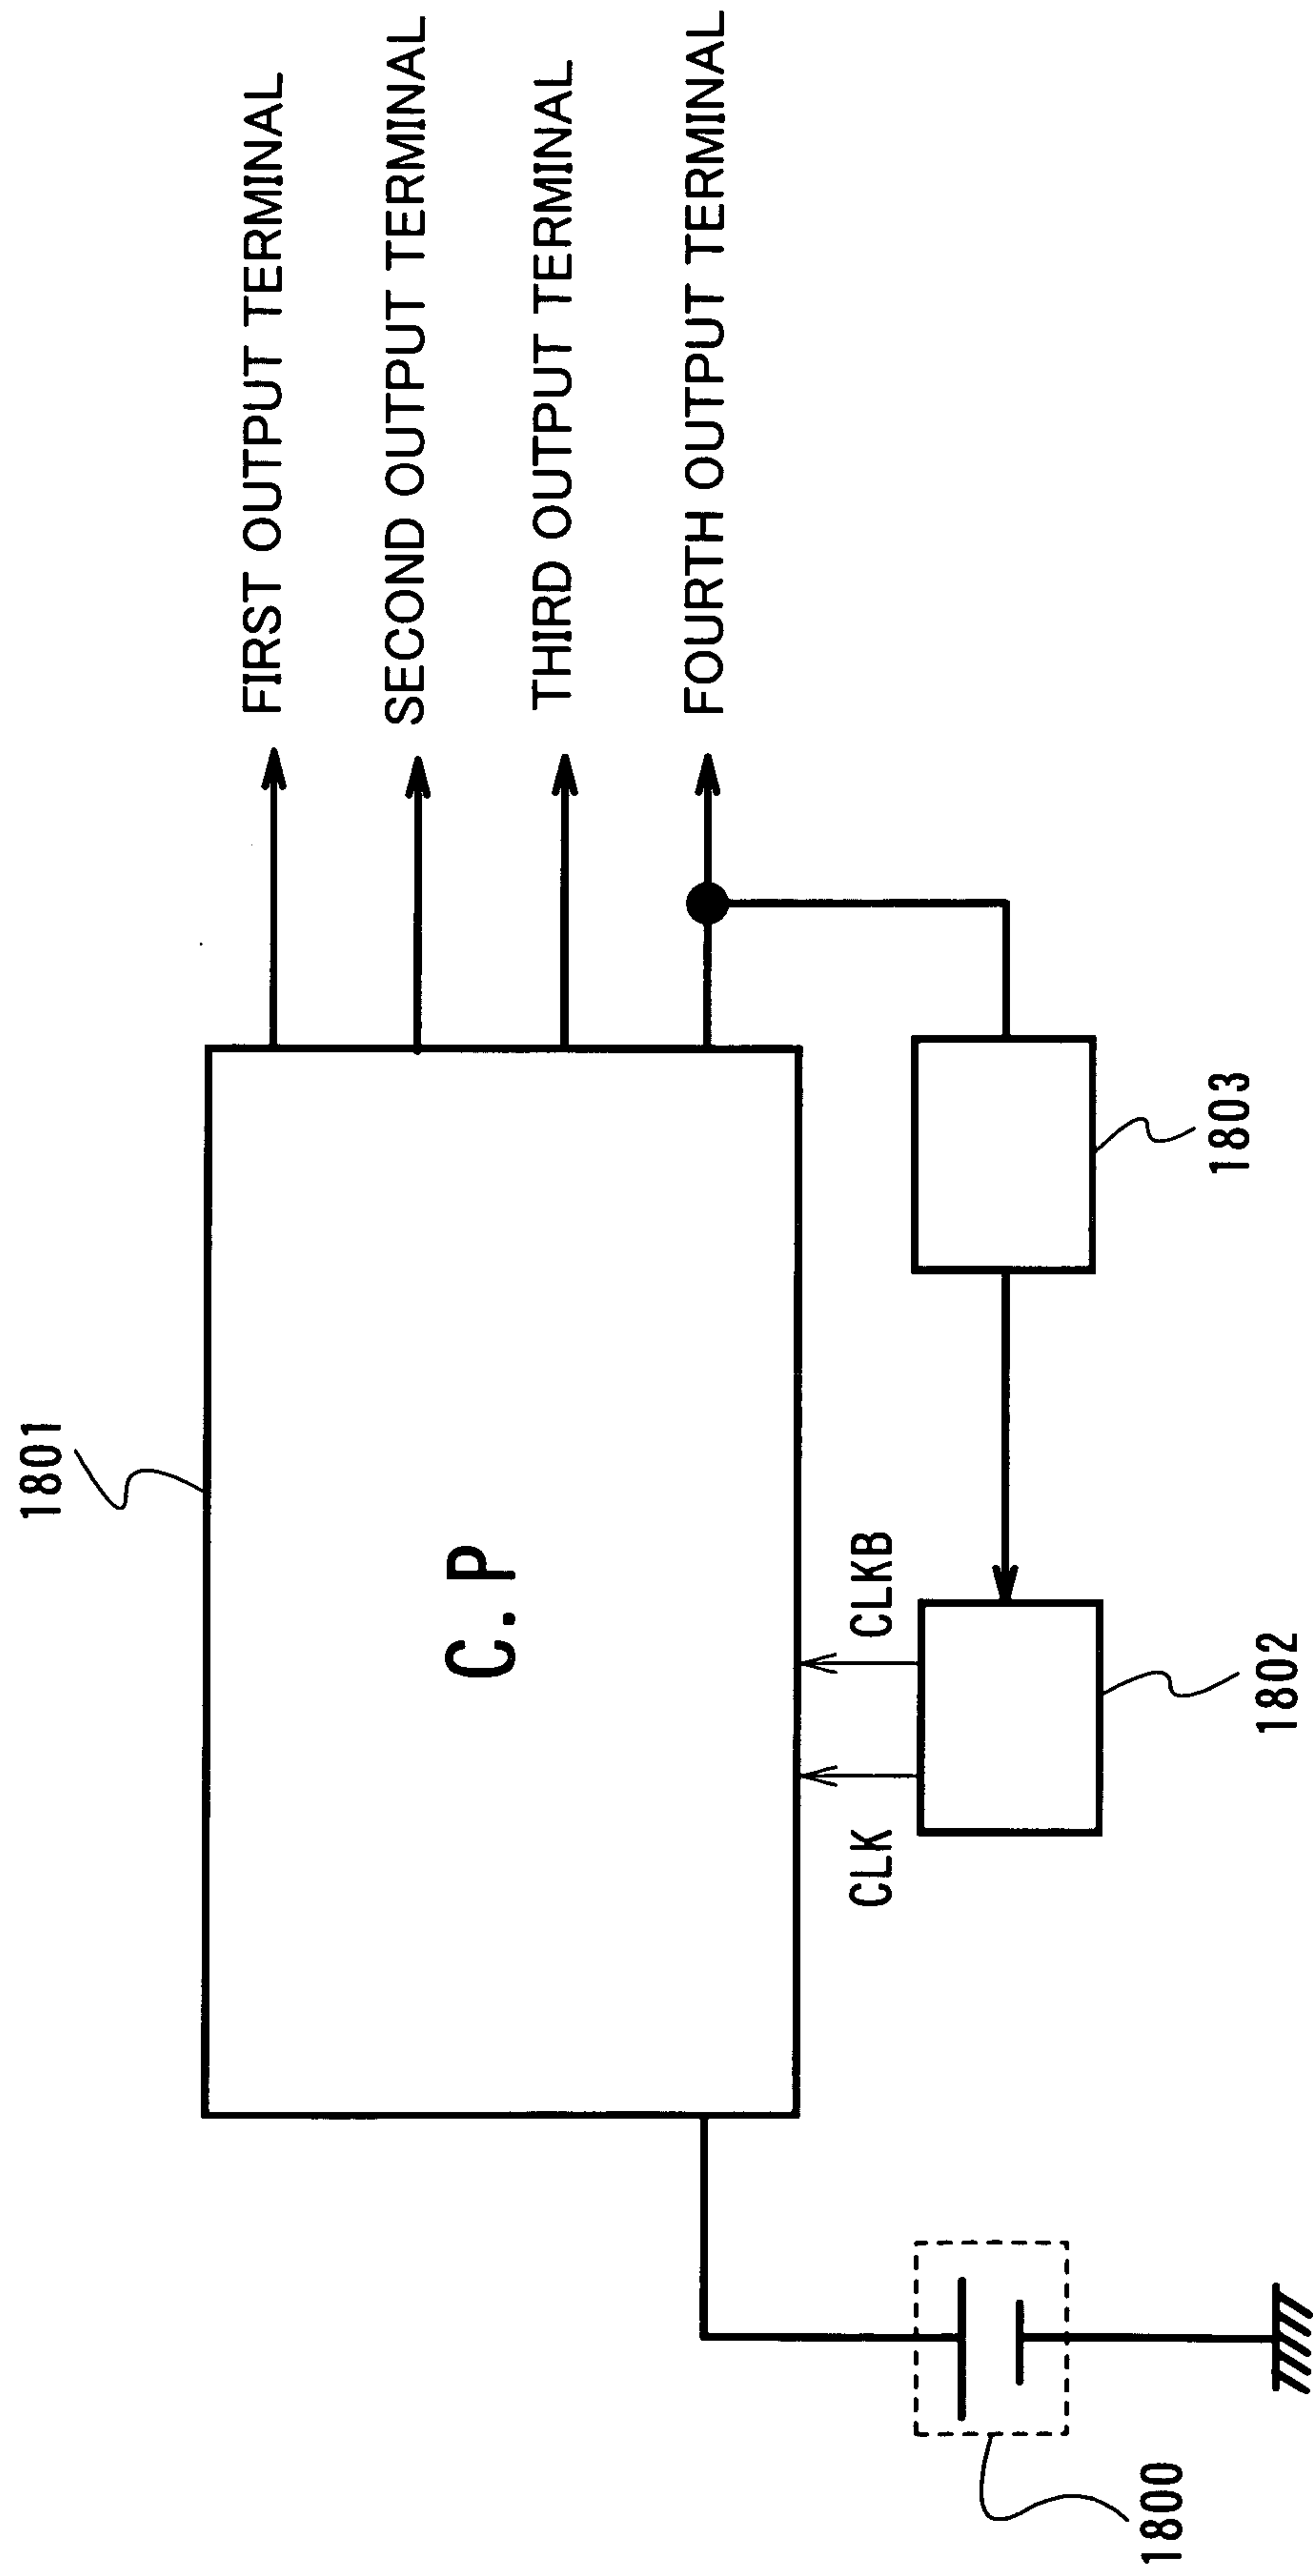 1801
C.P
FIRST OUTPUT TERMINAL
SECOND OUTPUT TERMINAL
THIRD OUTPUT TERMINAL
FOURTH OUTPUT TERMINAL
CLK
CLKB
1800
1802
1803